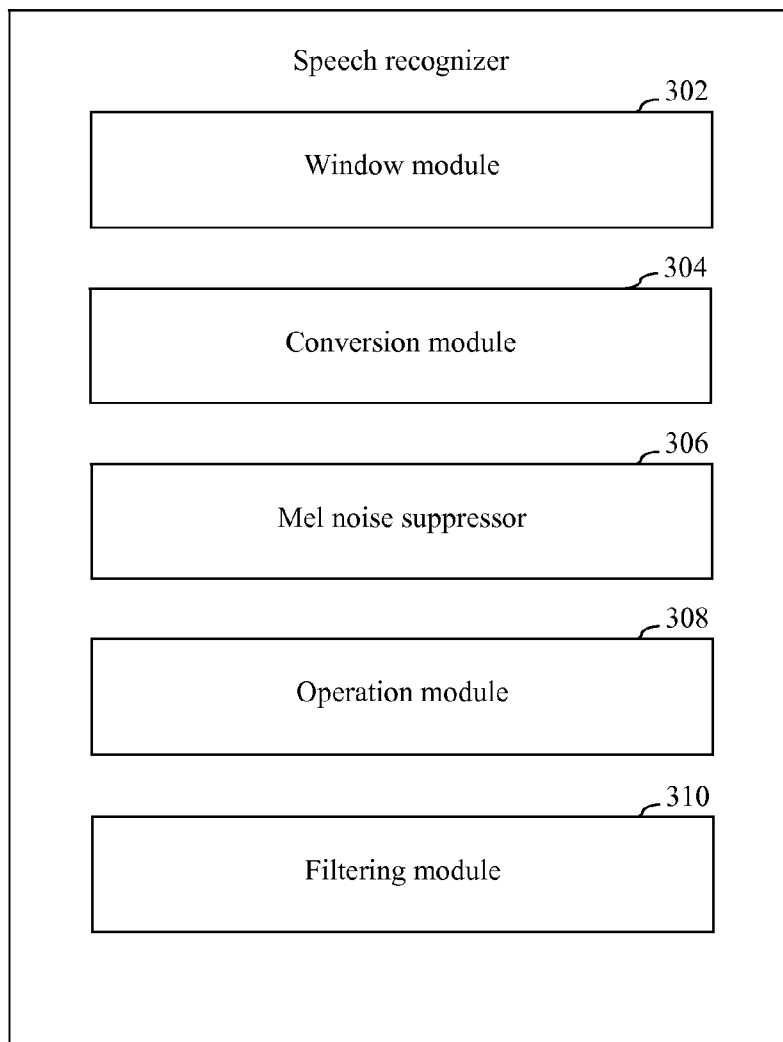 Speech recognizer
302
Window module
304
Conversion module
306
Mel noise suppressor
308
Operation module
310
Filtering module